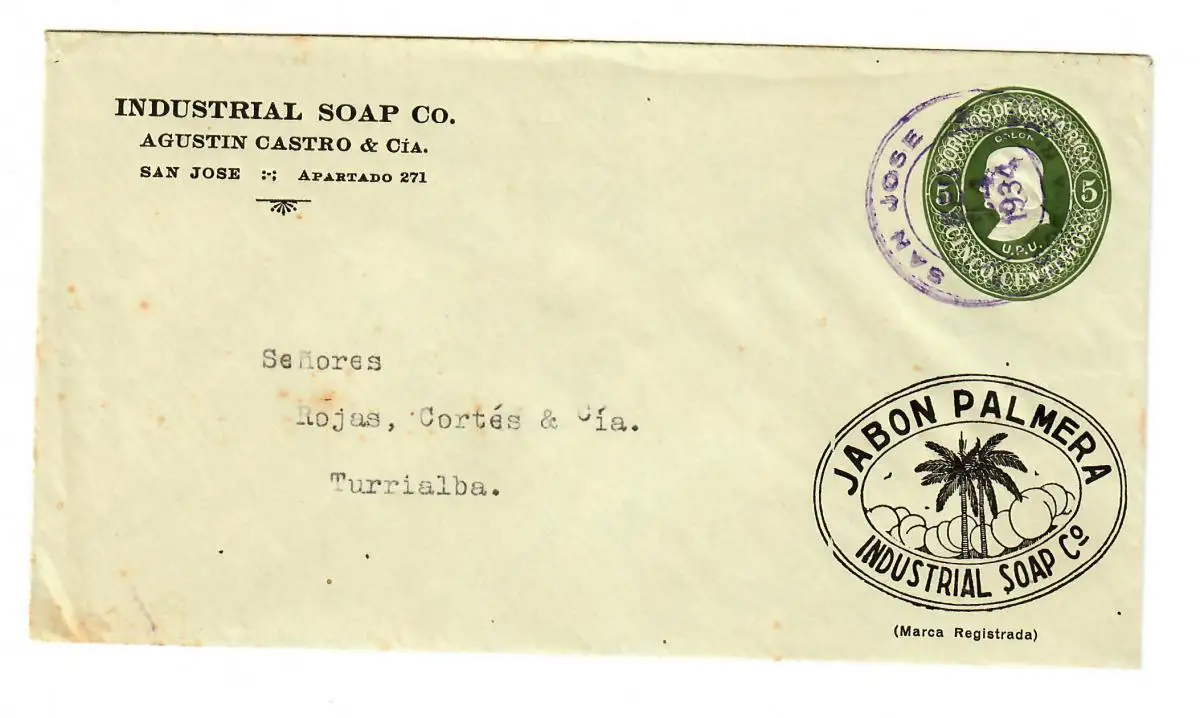 INDUSTRIAL SOAP CO.
AGUSTIN CASTRO & CÍA.
SAN JOSE :-: APARTADO 271
CORREOS DE COSTA RICA
COLON
5 5
U.P.U.
CINCO CENTIMOS
SAN JOSE
1934
Señores
Rojas, Cortés & Cía.
Turrialba.
JABON PALMERA
INDUSTRIAL SOAP Co
(Marca Registrada)